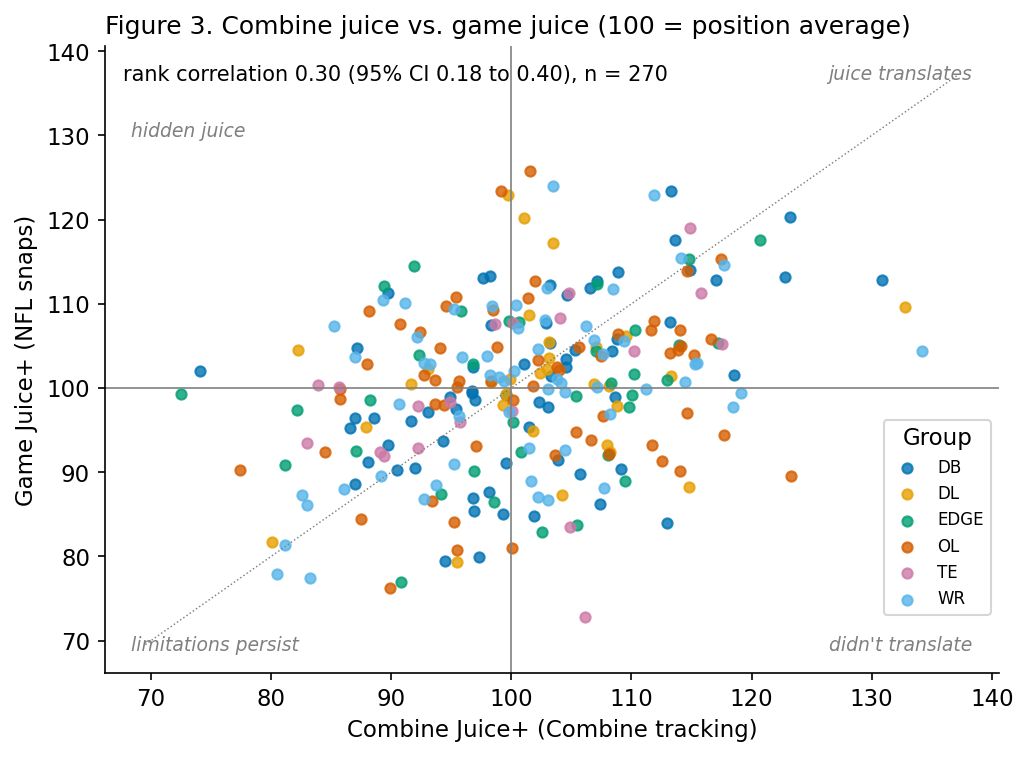 Figure 3. Combine juice vs. game juice (100 = position average)
rank correlation 0.30 (95% CI 0.18 to 0.40), n = 270
juice translates
hidden juice
limitations persist
didn't translate
Game Juice+ (NFL snaps)
140
130
120
110
100
90
80
70
70 80 90 100 110 120 130 140
Combine Juice+ (Combine tracking)
Group
DB
DL
EDGE
OL
TE
WR